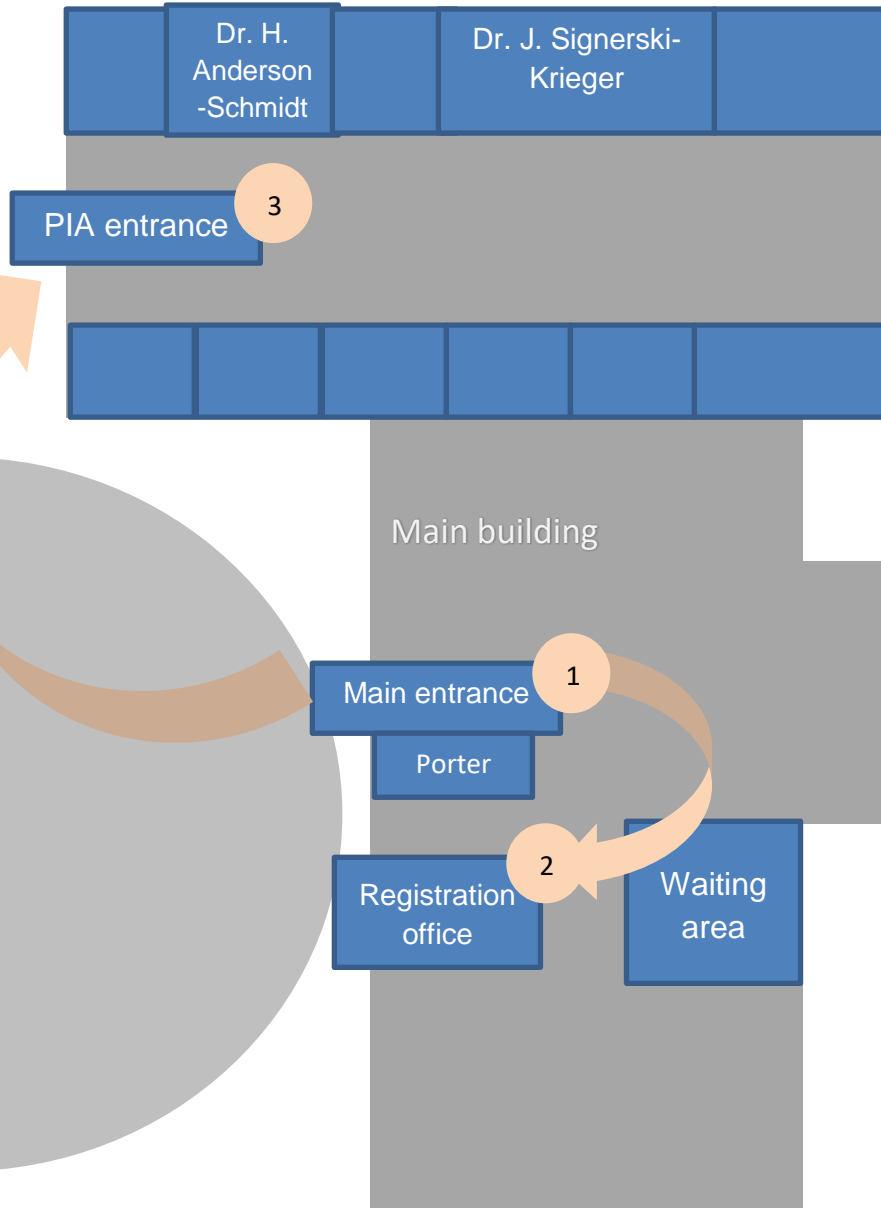 Dr. H.
Anderson
-Schmidt
Dr. J. Signerski-
Krieger
PIA entrance
3
Main building
1
Main entrance
Porter
2
Registration
office
Waiting
area